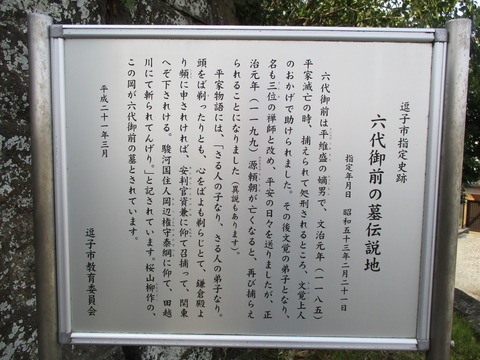 逗子市指定史跡
六代御前の墓伝説地
指定年月日 昭和五十三年二月二十一日
六代御前は平維盛の嫡男で、文治元年（一一八五）
平家滅亡の時、捕えられて処刑されるところ、文覚上人
のおかげで助けられました。その後文覚の弟子となり、
名も三位の禅師と改め、平安の日々を送りましたが、正
治元年（一一九九）源頼朝が亡くなると、再び捕らえ
られることになりました（異説もあります）。
平家物語には、「さる人の子なり、さる人の弟子なり。
頭をば剃ったりとも、心をばよも剃らじとて、鎌倉殿よ
り頻に申されければ、安判官資兼に仰て召捕って、関東
へぞ下されける。駿河国住人岡辺権守泰綱に仰て、田越
川にて斬られてんげり。」と記されています。桜山柳作の、
この岡が六代御前の墓とされています。
平成二十一年三月
逗子市教育委員会